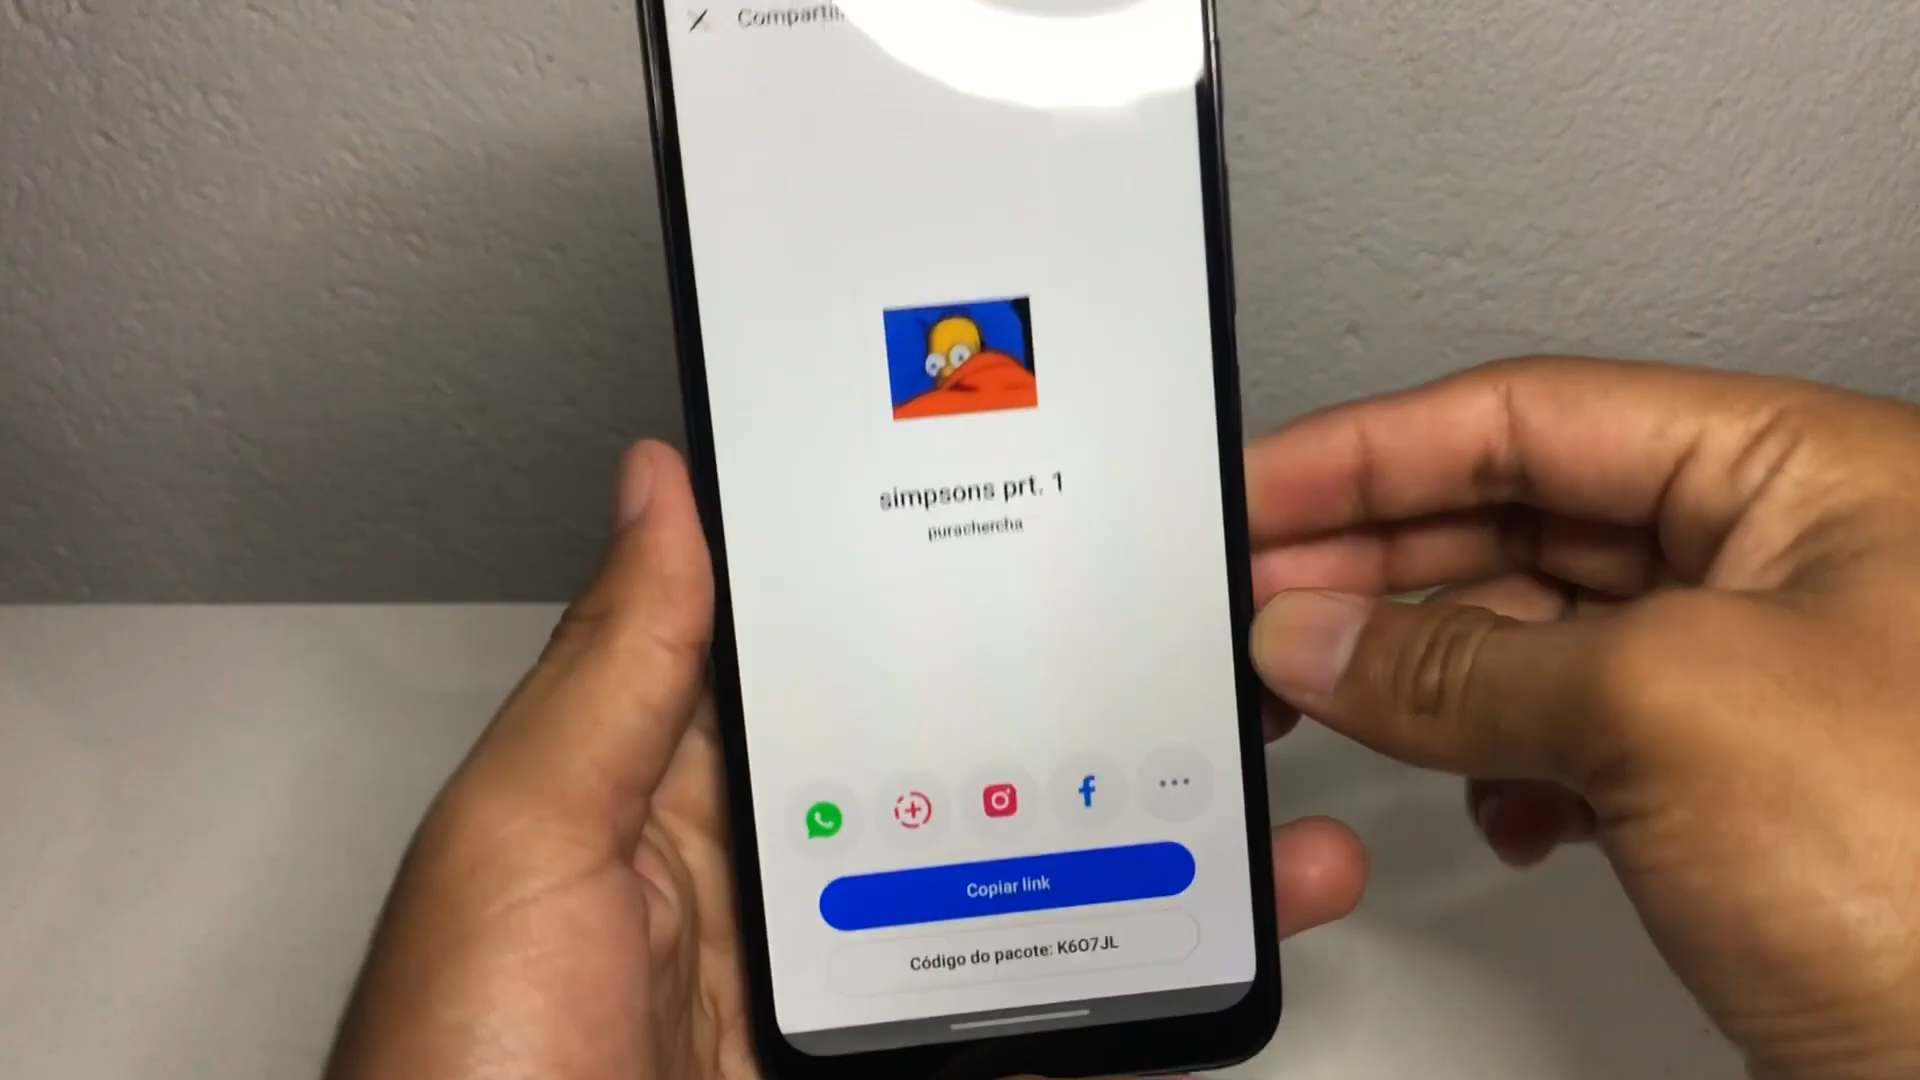 simpsons prt. 1
purachercha
Copiar link
Código do pacote: K6O7JL